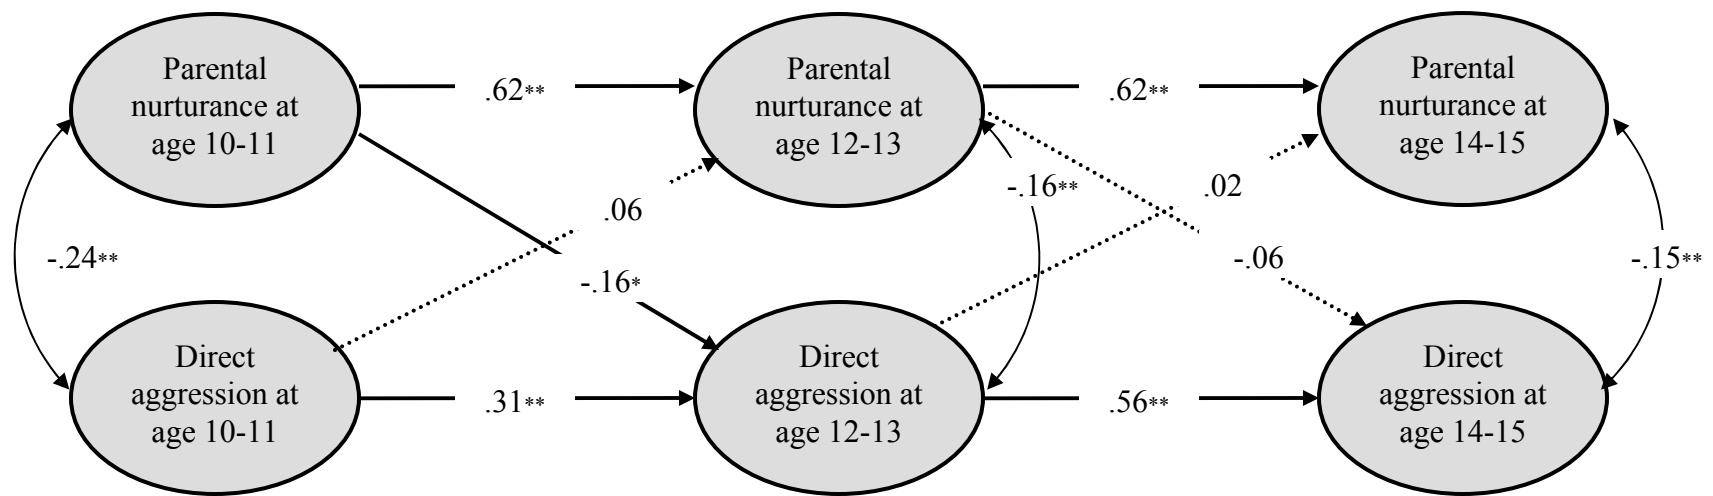 Parental
nurturance at
age 10-11
.62**
Parental
nurturance at
age 12-13
.62**
Parental
nurturance at
age 14-15
-.24**
.06
-.16*
-.16**
.02
-.06
-.15**
Direct
aggression at
age 10-11
.31**
Direct
aggression at
age 12-13
.56**
Direct
aggression at
age 14-15